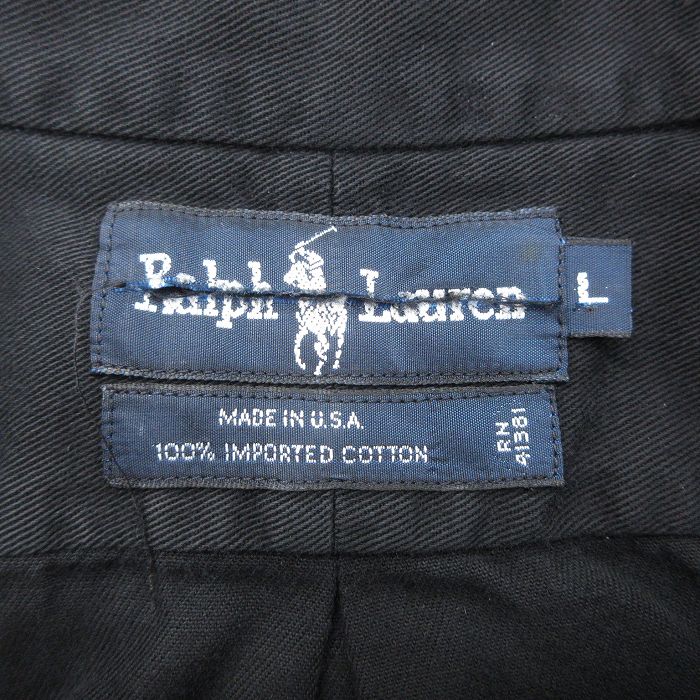 Ralph Lauren
L
MADE IN U.S.A.
100% IMPORTED COTTON
RN
41381